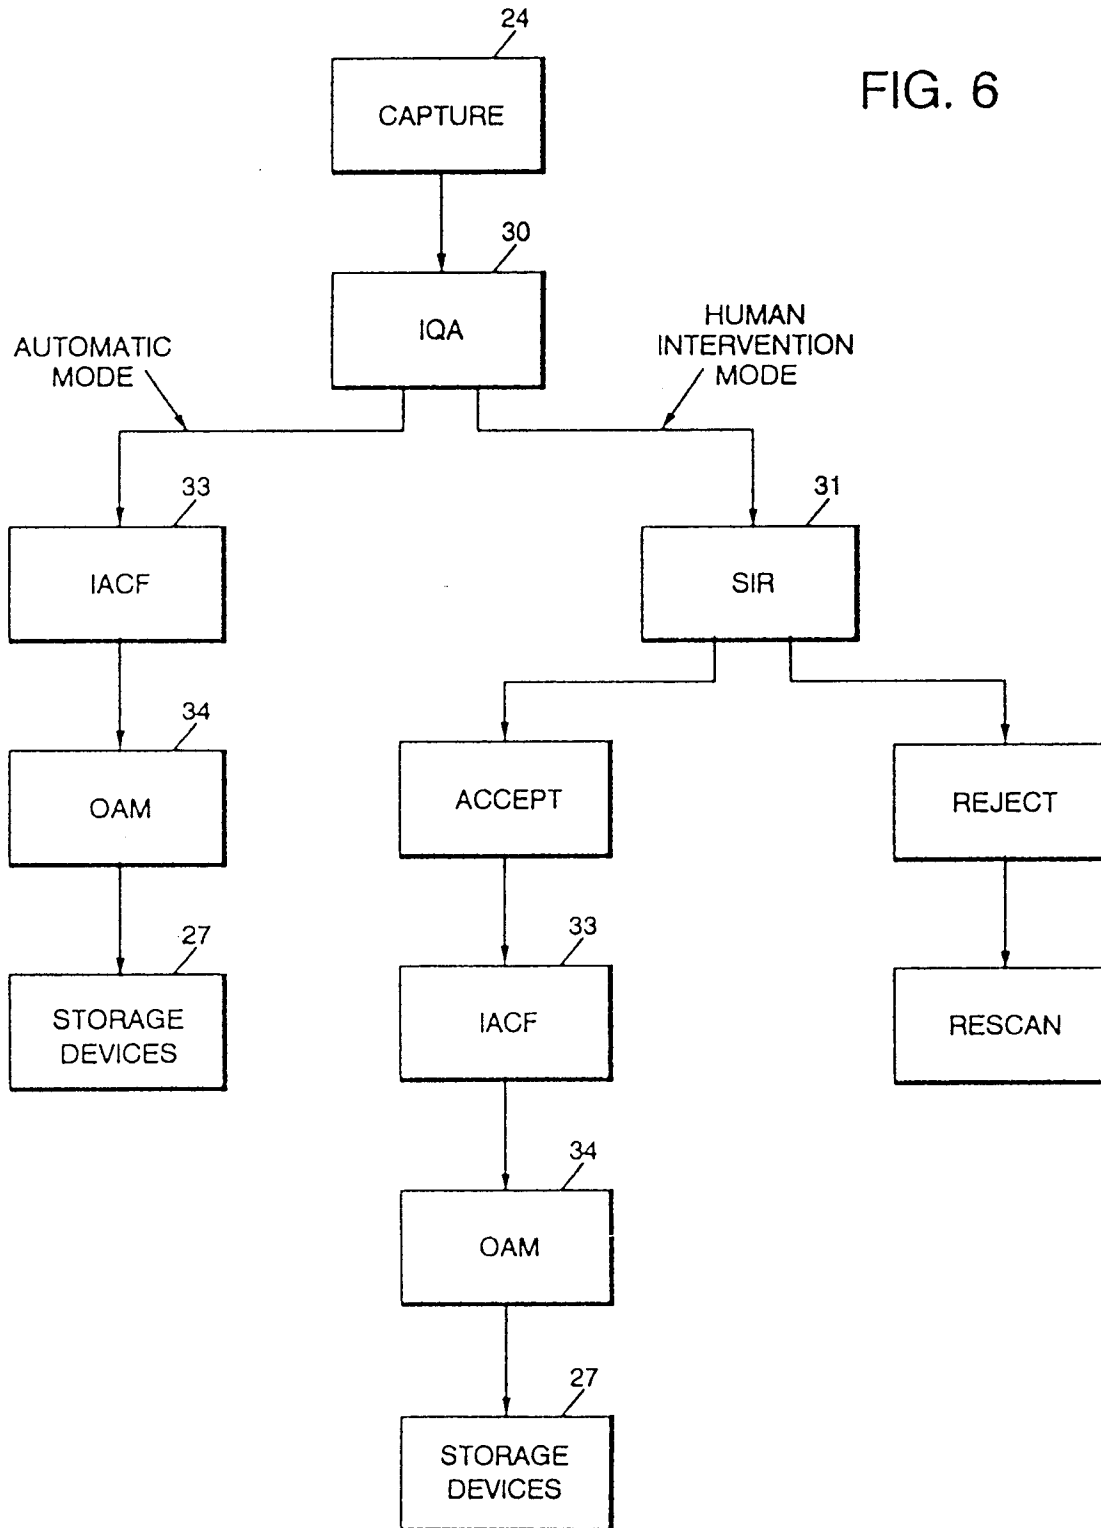 24
FIG. 6
CAPTURE
30
IQA
AUTOMATIC
MODE
HUMAN
INTERVENTION
MODE
33
31
IACF
SIR
34
OAM
ACCEPT
REJECT
27
33
STORAGE
DEVICES
IACF
RESCAN
34
OAM
27
STORAGE
DEVICES